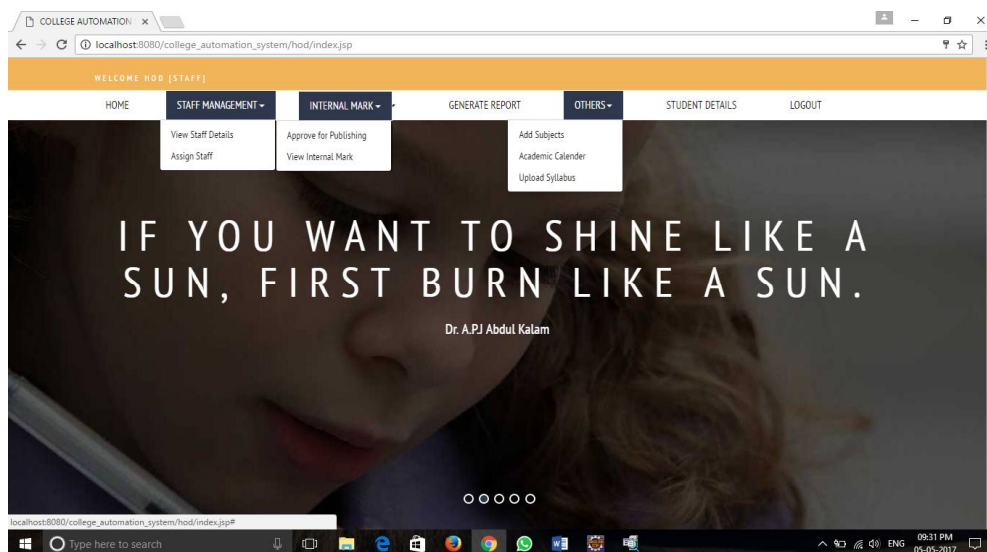 COLLEGE AUTOMATION
localhost:8080/college_automation_system/hod/index.jsp
WELCOME HOD [STAFF]
HOME STAFF MANAGEMENT INTERNAL MARK GENERATE REPORT OTHERS STUDENT DETAILS LOGOUT
View Staff Details
Assign Staff
Approve for Publishing
View Internal Mark
Add Subjects
Academic Calender
Upload Syllabus
IF YOU WANT TO SHINE LIKE A
SUN, FIRST BURN LIKE A SUN.
Dr. A.P.J Abdul Kalam
localhost:8080/college_automation_system/hod/index.jsp#
Type here to search
ENG
09:31 PM
05-05-2017